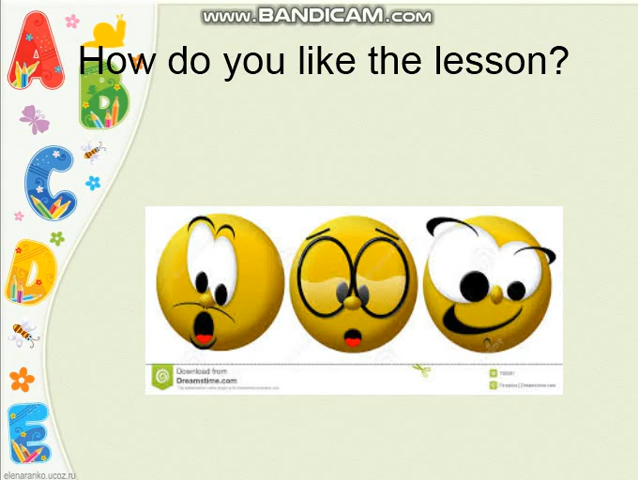 www.BANDICAM.com
How do you like the lesson?
A
B
C
D
E
Download from
Dreamstime.com
elenaranko.ucoz.ru